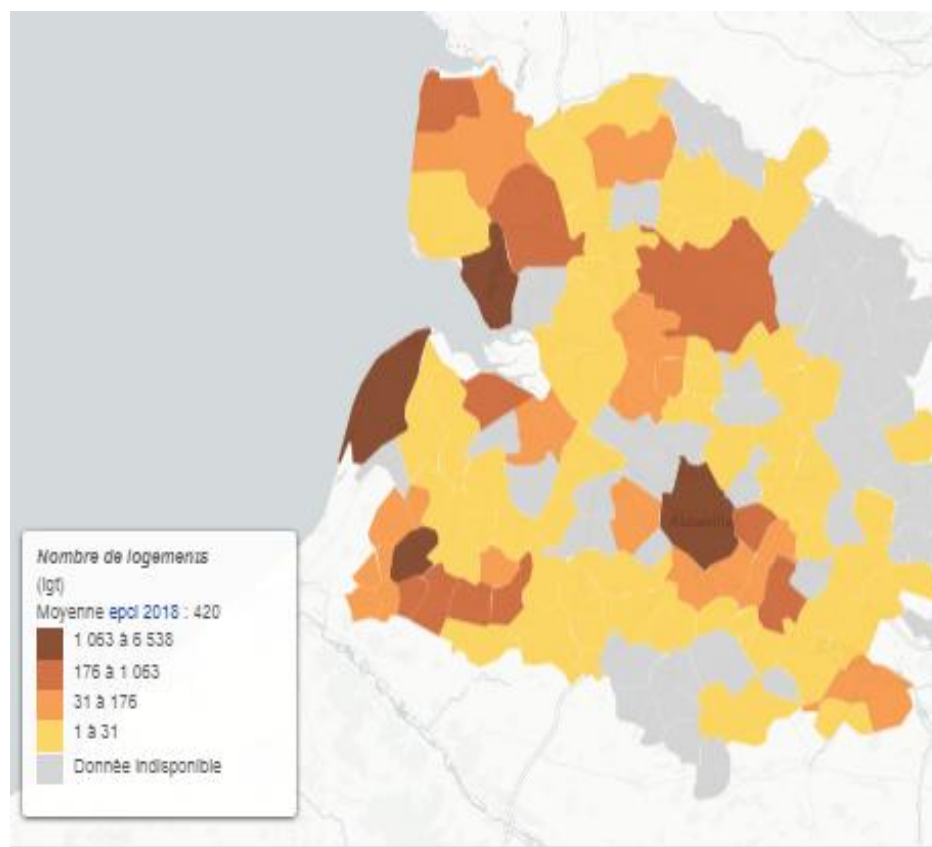 Nombre de logements
(lgt)
Moyenne epci 2018 : 420
1 063 à 6 538
176 à 1 063
31 à 176
1 à 31
Donnée indisponible